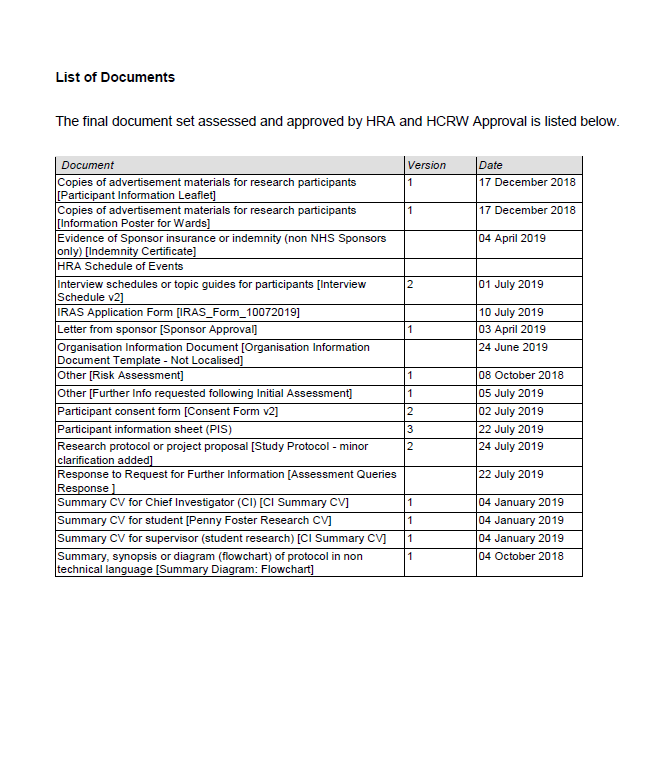 List of Documents
The final document set assessed and approved by HRA and HCRW Approval is listed below.
Document Version Date
Copies of advertisement materials for research participants 1 17 December 2018
[Participant Information Leaflet]
Copies of advertisement materials for research participants 1 17 December 2018
[Information Poster for Wards]
Evidence of Sponsor insurance or indemnity (non NHS Sponsors 04 April 2019
only) [Indemnity Certificate]
HRA Schedule of Events
Interview schedules or topic guides for participants [Interview 2 01 July 2019
Schedule v2]
IRAS Application Form [IRAS_Form_10072019] 10 July 2019
Letter from sponsor [Sponsor Approval] 1 03 April 2019
Organisation Information Document [Organisation Information 24 June 2019
Document Template - Not Localised]
Other [Risk Assessment] 1 08 October 2018
Other [Further Info requested following Initial Assessment] 1 05 July 2019
Participant consent form [Consent Form v2] 2 02 July 2019
Participant information sheet (PIS) 3 22 July 2019
Research protocol or project proposal [Study Protocol - minor 2 24 July 2019
clarification added]
Response to Request for Further Information [Assessment Queries 22 July 2019
Response ]
Summary CV for Chief Investigator (CI) [CI Summary CV] 1 04 January 2019
Summary CV for student [Penny Foster Research CV] 1 04 January 2019
Summary CV for supervisor (student research) [CI Summary CV] 1 04 January 2019
Summary, synopsis or diagram (flowchart) of protocol in non 1 04 October 2018
technical language [Summary Diagram: Flowchart]